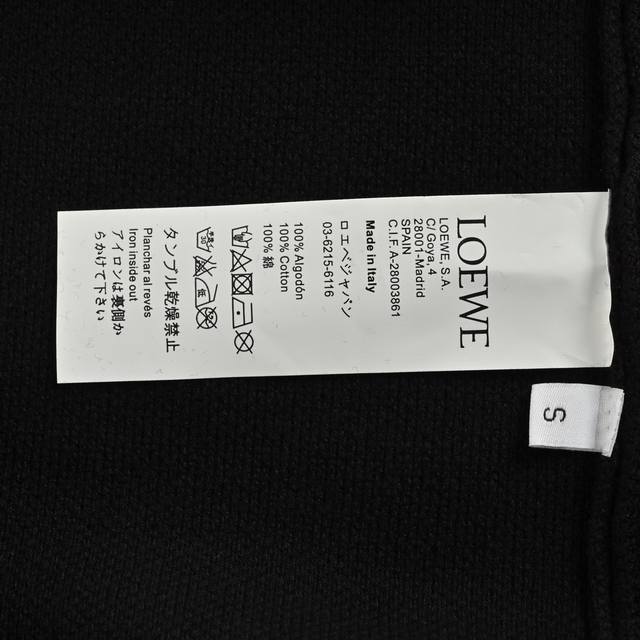 LOEWE
LOEWE, S.A.
C/ Goya, 4
28001-Madrid
SPAIN
C.I.F. A-28003861
Made in Italy
ロエベジャパン
03-6215-6116
100% Algodón
100% Cotton
100% 綿
タンブル乾燥禁止
Planchar al revés
Iron inside out
アイロンは裏側か
らかけて下さい
S